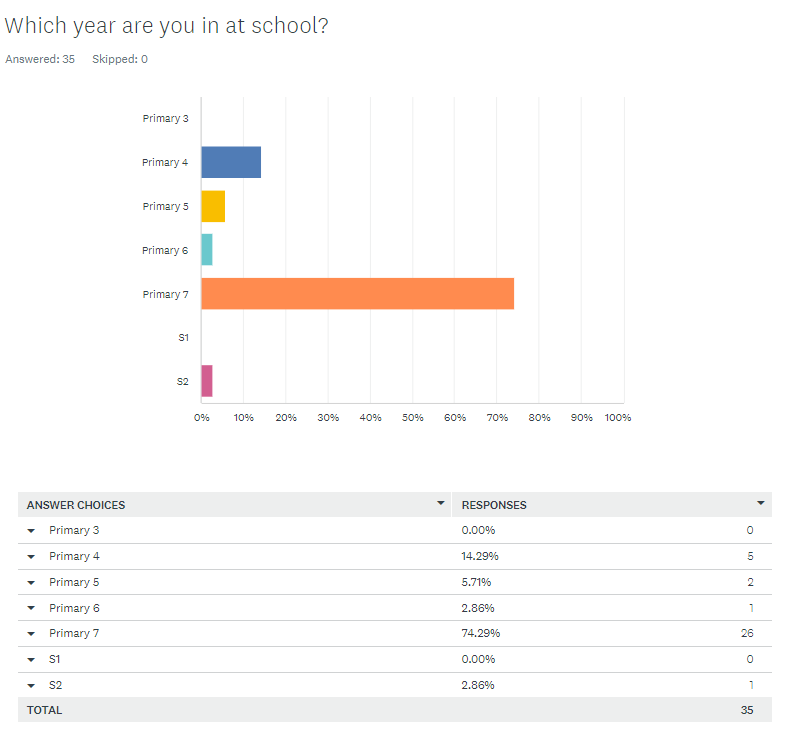 Which year are you in at school?
Answered: 35 Skipped: 0
Primary 3
Primary 4
Primary 5
Primary 6
Primary 7
S1
S2
0% 10% 20% 30% 40% 50% 60% 70% 80% 90% 100%
ANSWER CHOICES RESPONSES
Primary 3 0.00% 0
Primary 4 14.29% 5
Primary 5 5.71% 2
Primary 6 2.86% 1
Primary 7 74.29% 26
S1 0.00% 0
S2 2.86% 1
TOTAL 35